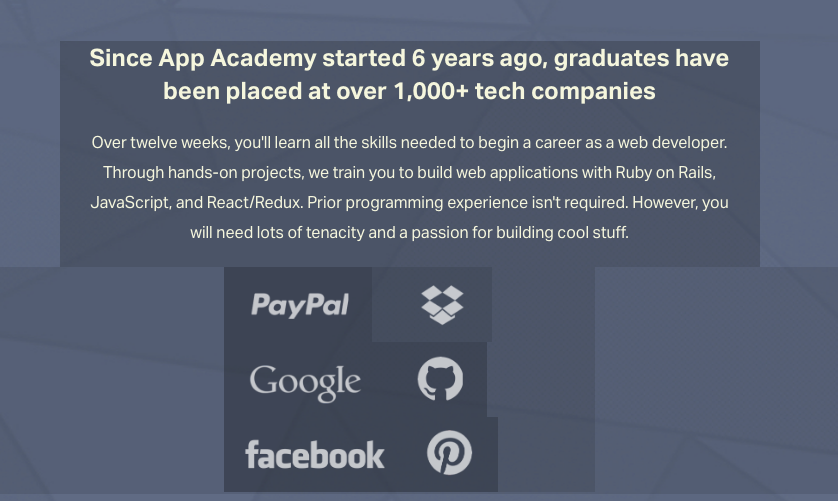 Since App Academy started 6 years ago, graduates have
been placed at over 1,000+ tech companies
Over twelve weeks, you'll learn all the skills needed to begin a career as a web developer.
Through hands-on projects, we train you to build web applications with Ruby on Rails,
JavaScript, and React/Redux. Prior programming experience isn't required. However, you
will need lots of tenacity and a passion for building cool stuff.
PayPal
Google
facebook